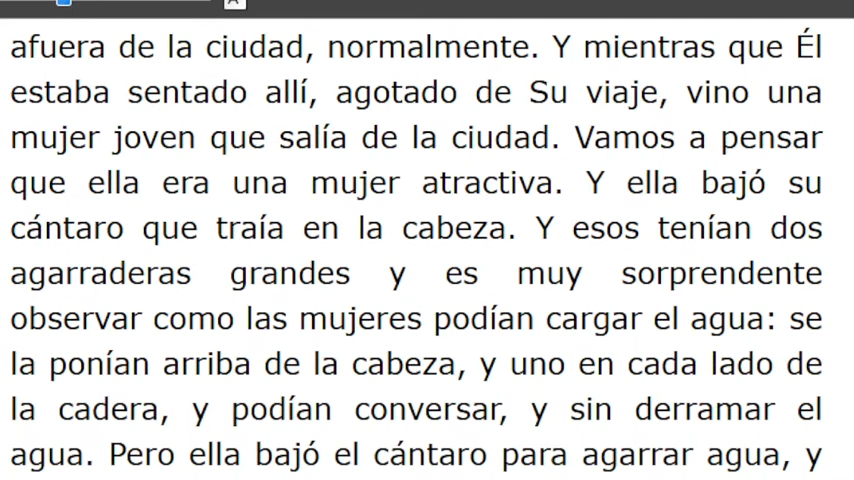 afuera de la ciudad, normalmente. Y mientras que Él
estaba sentado allí, agotado de Su viaje, vino una
mujer joven que salía de la ciudad. Vamos a pensar
que ella era una mujer atractiva. Y ella bajó su
cántaro que traía en la cabeza. Y esos tenían dos
agarraderas grandes y es muy sorprendente
observar como las mujeres podían cargar el agua: se
la ponían arriba de la cabeza, y uno en cada lado de
la cadera, y podían conversar, y sin derramar el
agua. Pero ella bajó el cántaro para agarrar agua, y